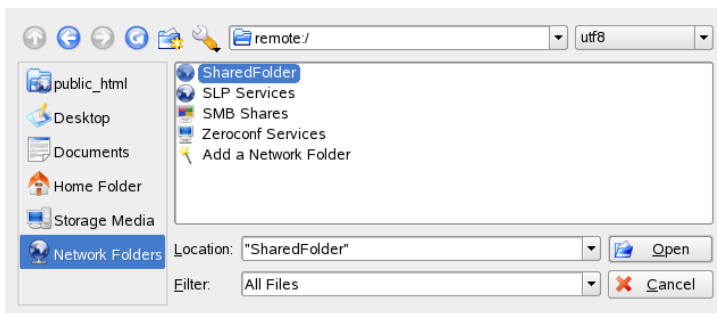 remote:/ utf8
public_html
Desktop
Documents
Home Folder
Storage Media
Network Folders
SharedFolder
SLP Services
SMB Shares
Zeroconf Services
Add a Network Folder
Location: "SharedFolder" Open
Filter: All Files Cancel